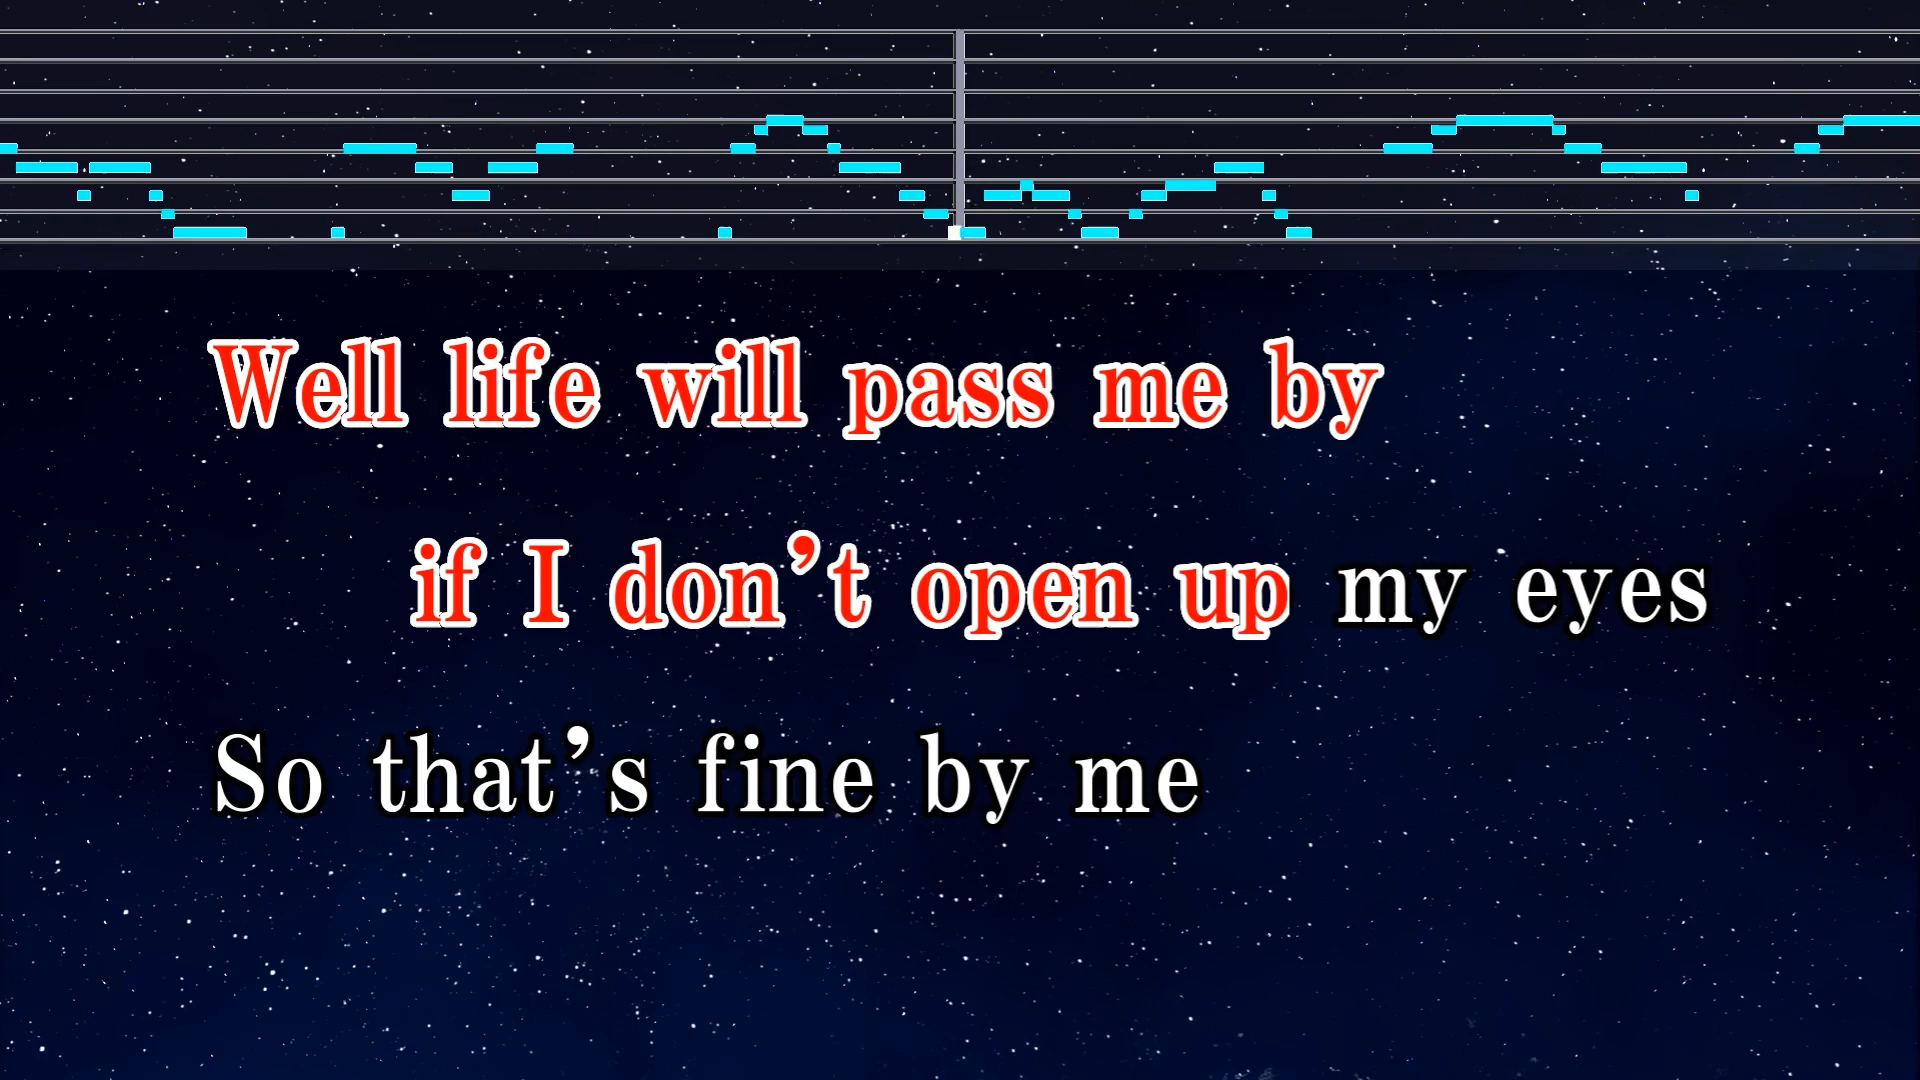 Well life will pass me by
if I don’t open up my eyes
So that’s fine by me